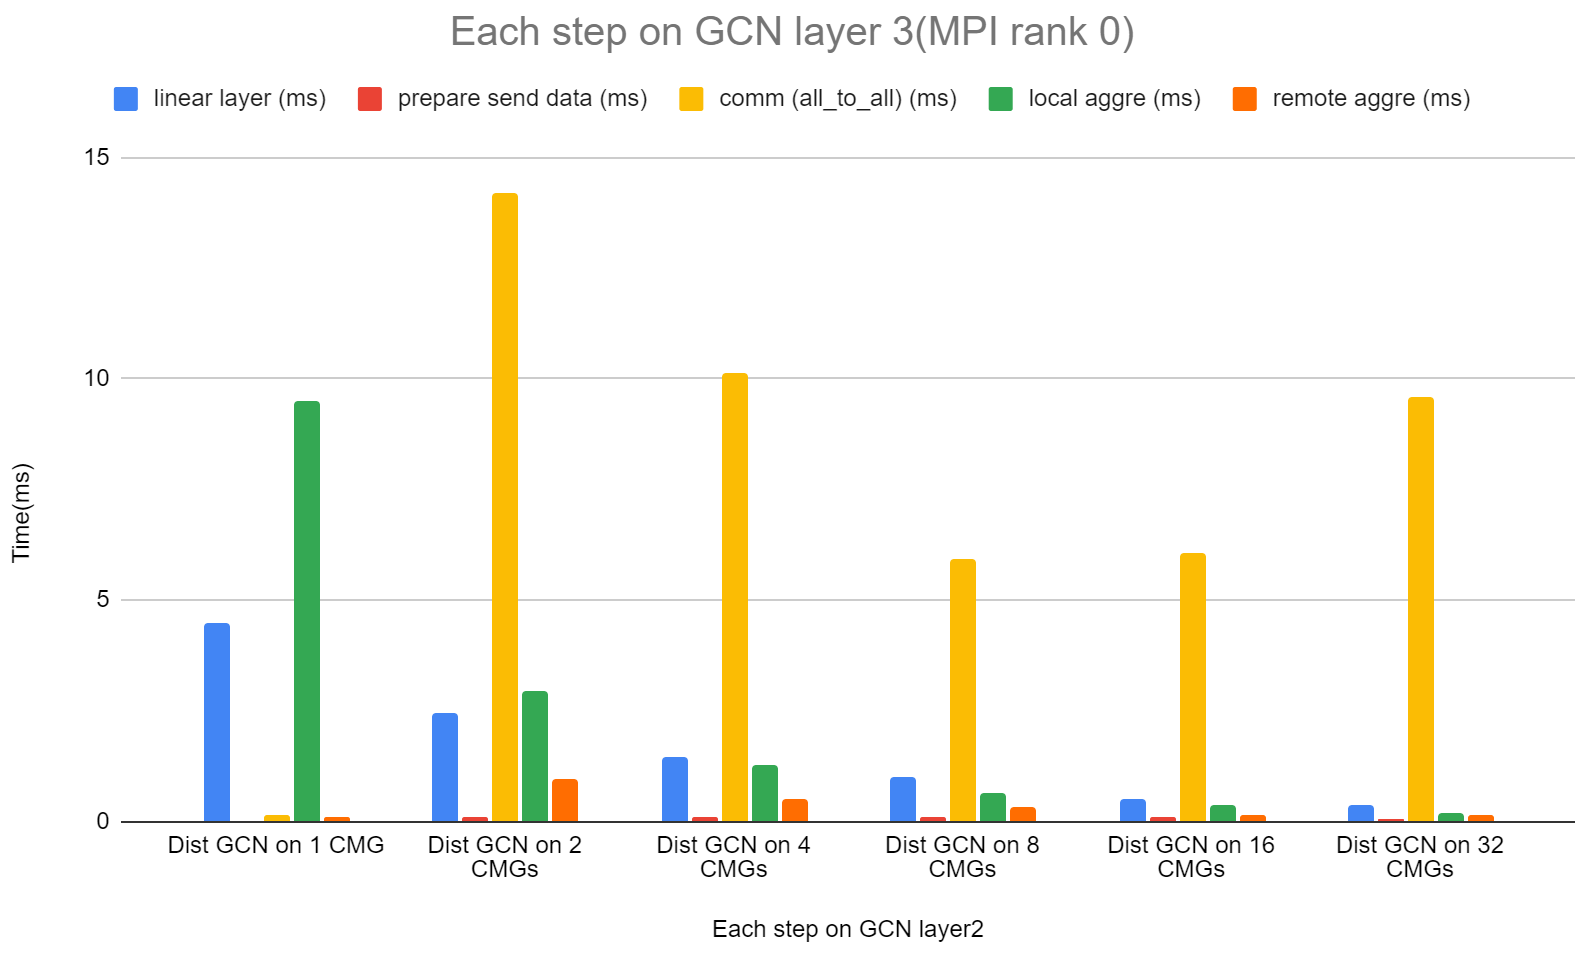 Each step on GCN layer 3(MPI rank 0)
linear layer (ms) prepare send data (ms) comm (all_to_all) (ms) local aggre (ms) remote aggre (ms)
15
10
5
0
Time(ms)
Dist GCN on 1 CMG
Dist GCN on 2
CMGs
Dist GCN on 4
CMGs
Dist GCN on 8
CMGs
Dist GCN on 16
CMGs
Dist GCN on 32
CMGs
Each step on GCN layer2